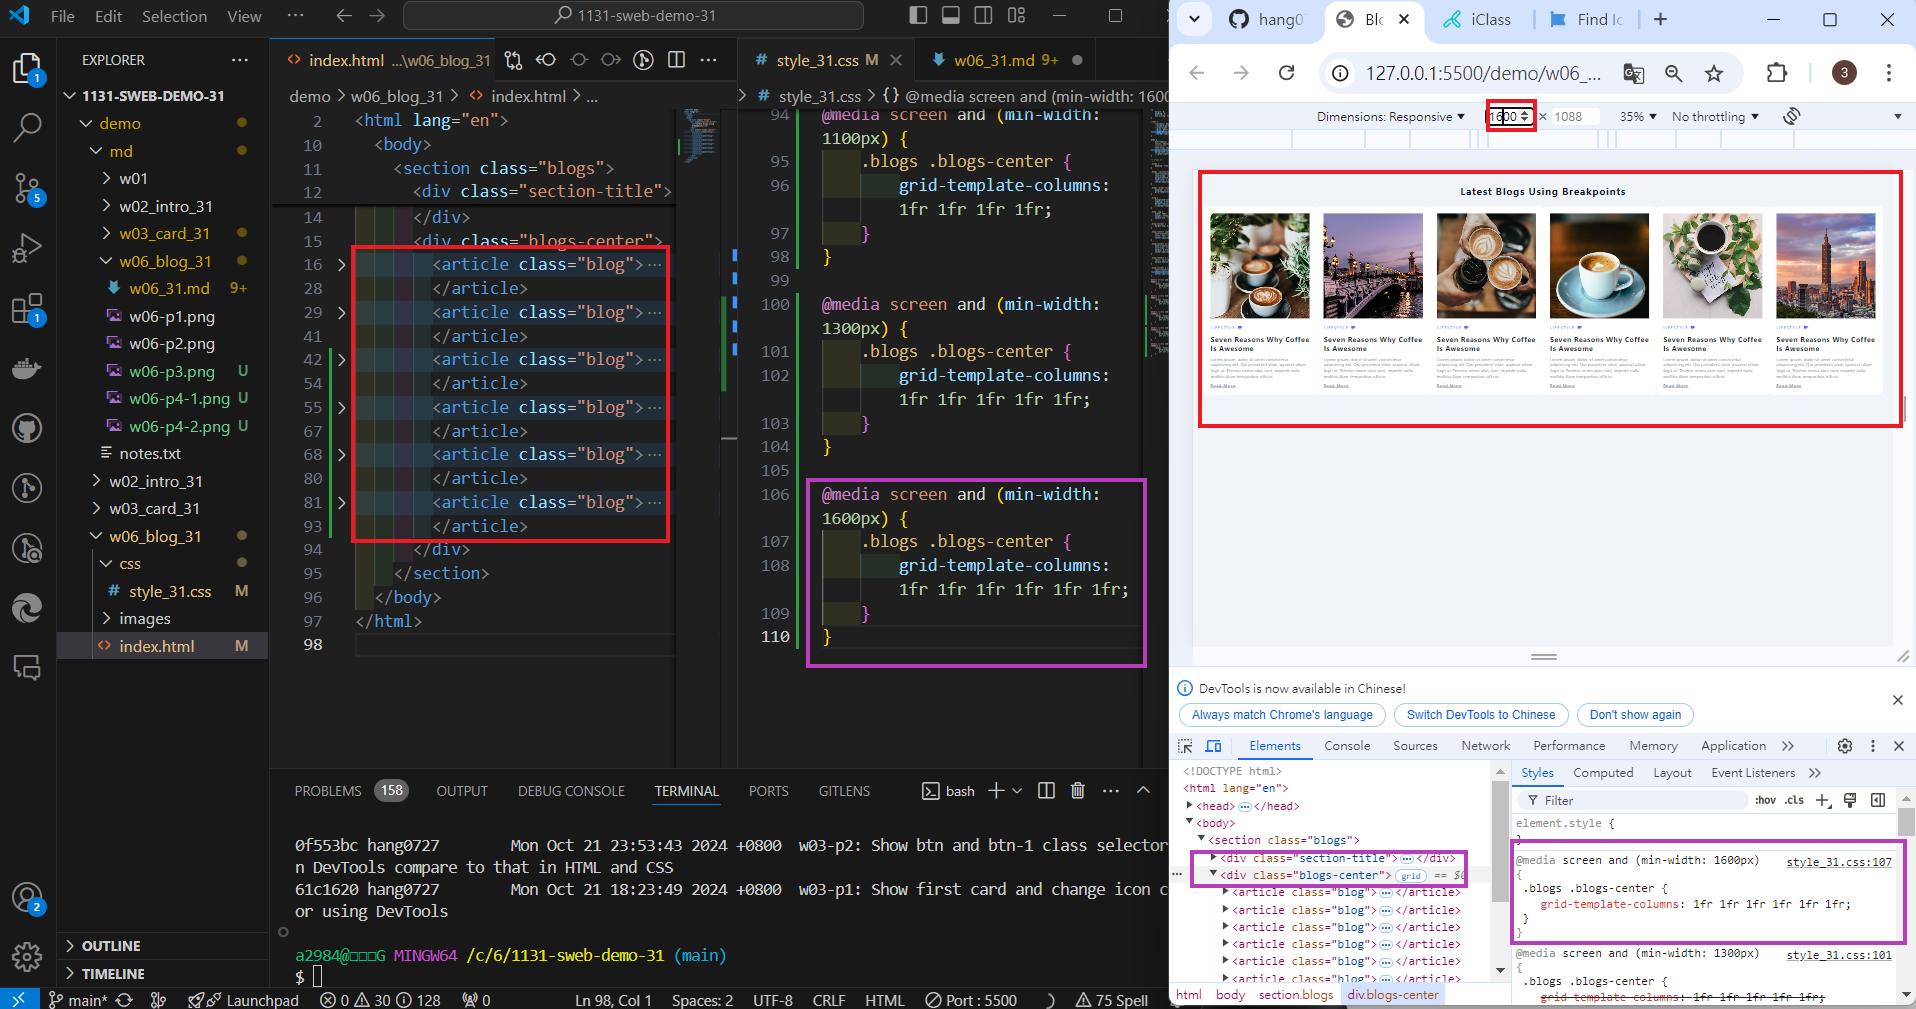 File Edit Selection View ··· 1131-sweb-demo-31
EXPLORER
1131-SWEB-DEMO-31
demo
md
w01
w02_intro_31
w03_card_31
w06_blog_31
w06_31.md 9+
w06-p1.png
w06-p2.png
w06-p3.png U
w06-p4-1.png U
w06-p4-2.png U
notes.txt
w02_intro_31
w03_card_31
w06_blog_31
css
style_31.css M
images
index.html M
OUTLINE
TIMELINE
1
5
1
2
index.html ...\w06_blog_31
demo > w06_blog_31 > index.html > ...
2 <html lang="en">
10 <body>
11 <section class="blogs">
12 <div class="section-title">
14 </div>
15 <div class="blogs-center">
16 <article class="blog">···
28 </article>
29 <article class="blog">···
41 </article>
42 <article class="blog">···
54 </article>
55 <article class="blog">···
67 </article>
68 <article class="blog">···
80 </article>
81 <article class="blog">···
93 </article>
94 </div>
95 </section>
96 </body>
97 </html>
98
style_31.css M
w06_31.md 9+
> # style_31.css > {} @media screen and (min-width: 1600
94 @media screen and (min-width:
1100px) {
95 .blogs .blogs-center {
96 grid-template-columns:
1fr 1fr 1fr 1fr;
97 }
98 }
99
100 @media screen and (min-width:
1300px) {
101 .blogs .blogs-center {
102 grid-template-columns:
1fr 1fr 1fr 1fr 1fr;
103 }
104 }
105
106 @media screen and (min-width:
1600px) {
107 .blogs .blogs-center {
108 grid-template-columns:
1fr 1fr 1fr 1fr 1fr 1fr;
109 }
110 }
PROBLEMS 158 OUTPUT DEBUG CONSOLE TERMINAL PORTS GITLENS bash
0f553bc hang0727 Mon Oct 21 23:53:43 2024 +0800 w03-p2: Show btn and btn-1 class selector
n DevTools compare to that in HTML and CSS
61c1620 hang0727 Mon Oct 21 18:23:49 2024 +0800 w03-p1: Show first card and change icon c
or using DevTools
a2984@□□□G MINGW64 /c/6/1131-sweb-demo-31 (main)
$
main* Launchpad 0 30 128 0 Ln 98, Col 1 Spaces: 2 UTF-8 CRLF HTML Port : 5500 75 Spell
hang0 Blo iClass Find Ic
127.0.0.1:5500/demo/w06_... 3
Dimensions: Responsive 1600 × 1088 35% No throttling
Latest Blogs Using Breakpoints
LIFESTYLE LIFESTYLE LIFESTYLE LIFESTYLE LIFESTYLE LIFESTYLE
Seven Reasons Why Coffee Seven Reasons Why Coffee Seven Reasons Why Coffee Seven Reasons Why Coffee Seven Reasons Why Coffee Seven Reasons Why Coffee
Is Awesome Is Awesome Is Awesome Is Awesome Is Awesome Is Awesome
Read More Read More Read More Read More Read More Read More
DevTools is now available in Chinese!
Always match Chrome's language Switch DevTools to Chinese Don't show again
Elements Console Sources Network Performance Memory Application
<!DOCTYPE html>
<html lang="en">
<head>···</head>
<body>
<section class="blogs">
<div class="section-title">···</div>
<div class="blogs-center"> grid == $0
<article class="blog">···</article>
<article class="blog">···</article>
<article class="blog">···</article>
<article class="blog">···</article>
<article class="blog">···</article>
<article class="blog">···</article>
html body section.blogs div.blogs-center
Styles Computed Layout Event Listeners
Filter :hov .cls
element.style {
}
@media screen and (min-width: 1600px) style_31.css:107
{
.blogs .blogs-center {
grid-template-columns: 1fr 1fr 1fr 1fr 1fr 1fr;
}
}
@media screen and (min-width: 1300px) style_31.css:101
{
.blogs .blogs-center {
grid-template-columns: 1fr 1fr 1fr 1fr 1fr;